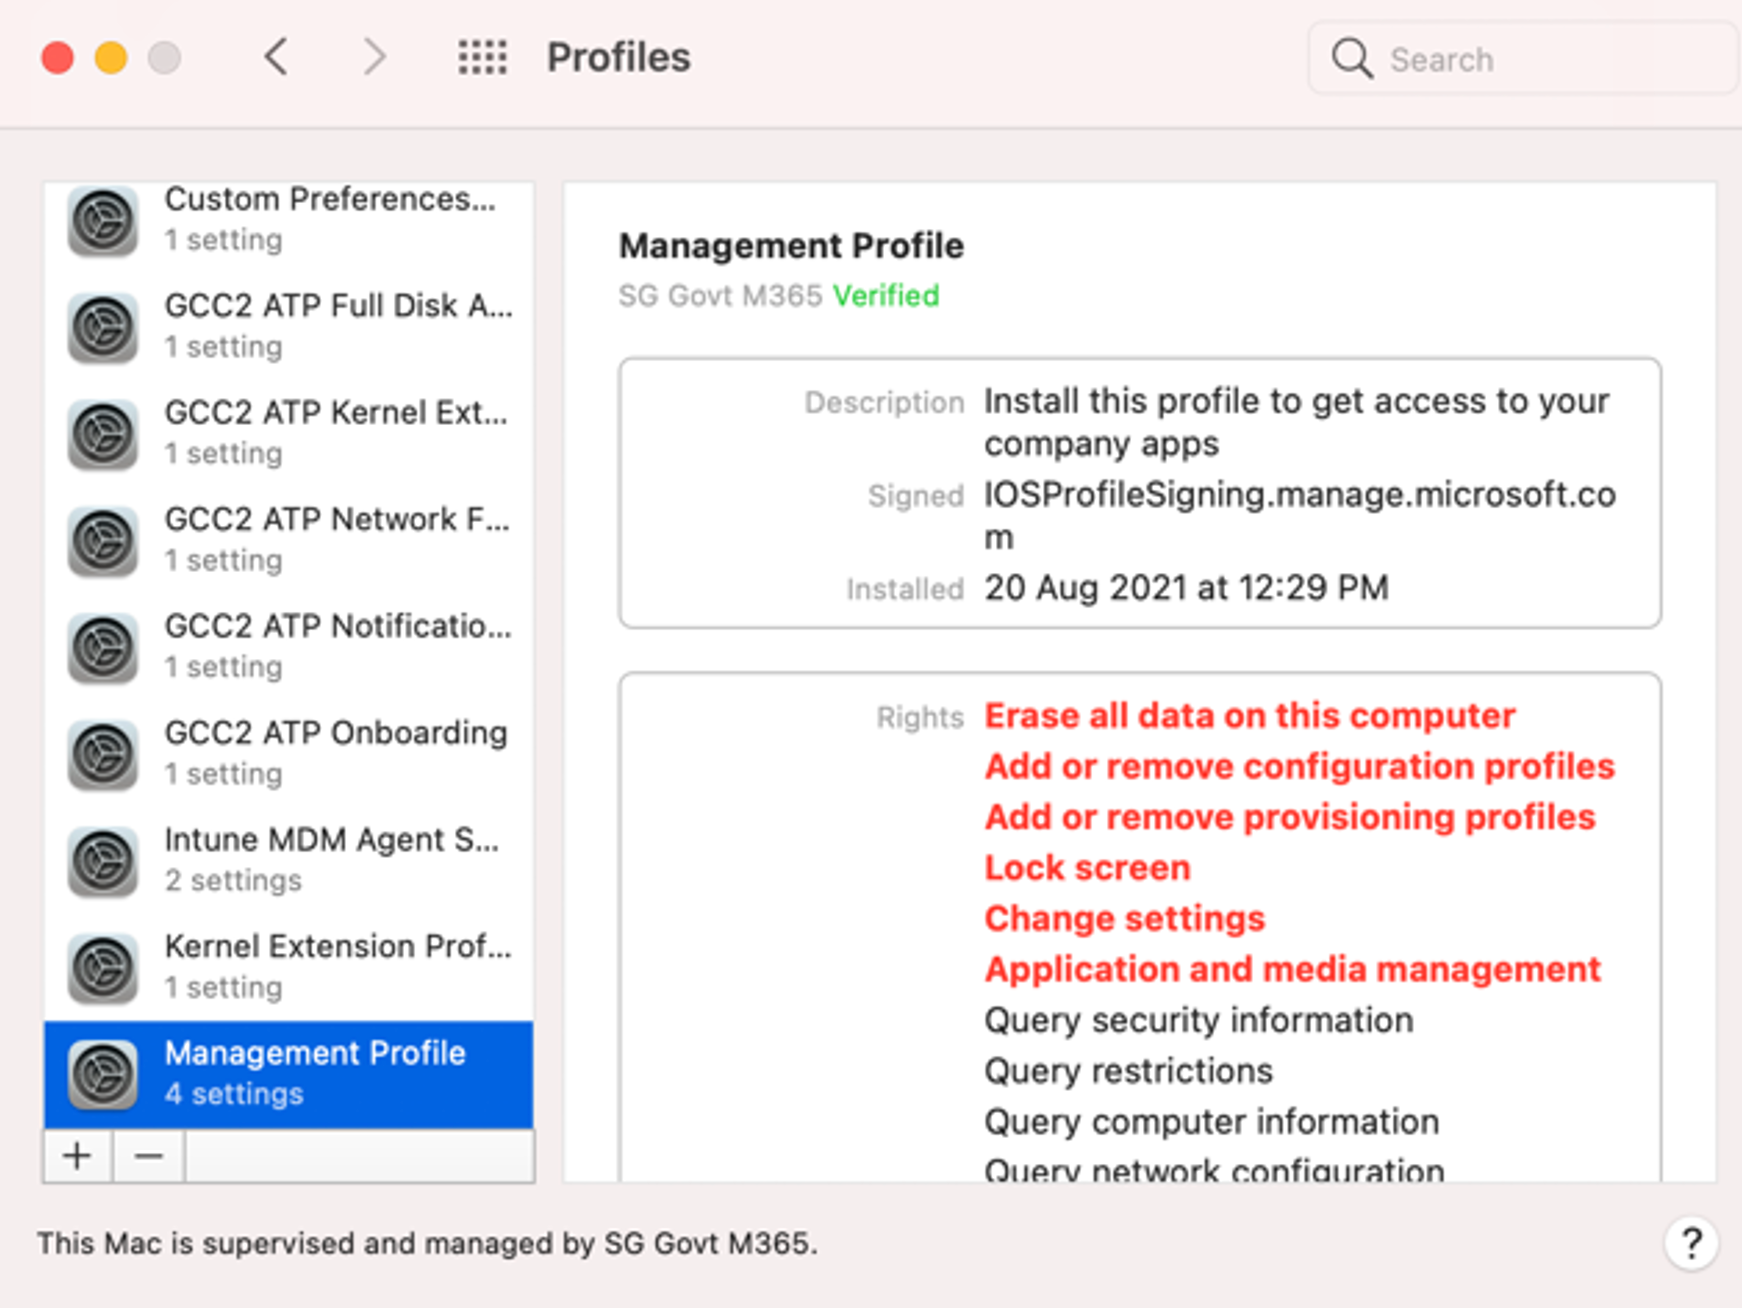 Profiles
Search
Custom Preferences...
1 setting
GCC2 ATP Full Disk A...
1 setting
GCC2 ATP Kernel Ext...
1 setting
GCC2 ATP Network F...
1 setting
GCC2 ATP Notificatio...
1 setting
GCC2 ATP Onboarding
1 setting
Intune MDM Agent S...
2 settings
Kernel Extension Prof...
1 setting
Management Profile
4 settings
Management Profile
SG Govt M365 Verified
Description Install this profile to get access to your
company apps
Signed IOSProfileSigning.manage.microsoft.co
m
Installed 20 Aug 2021 at 12:29 PM
Rights Erase all data on this computer
Add or remove configuration profiles
Add or remove provisioning profiles
Lock screen
Change settings
Application and media management
Query security information
Query restrictions
Query computer information
Query network configuration
This Mac is supervised and managed by SG Govt M365.
?